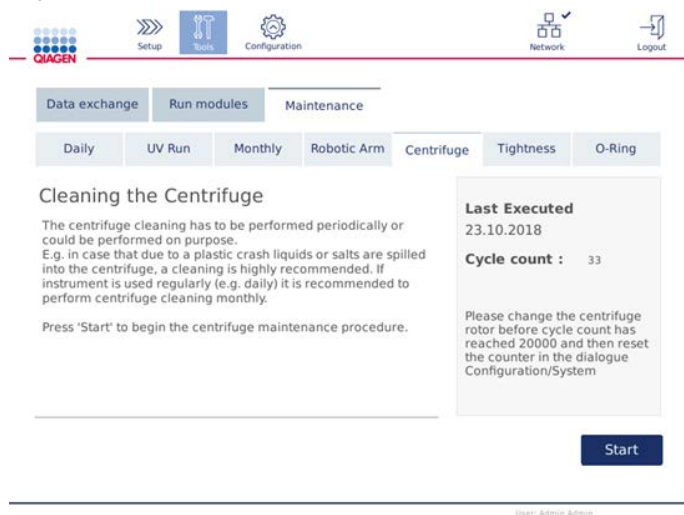 QIAGEN
Setup
Tools
Configuration
Network
Logout
Data exchange
Run modules
Maintenance
Daily
UV Run
Monthly
Robotic Arm
Centrifuge
Tightness
O-Ring
Cleaning the Centrifuge
The centrifuge cleaning has to be performed periodically or
could be performed on purpose.
E.g. in case that due to a plastic crash liquids or salts are spilled
into the centrifuge, a cleaning is highly recommended. If
instrument is used regularly (e.g. daily) it is recommended to
perform centrifuge cleaning monthly.
Press 'Start' to begin the centrifuge maintenance procedure.
Last Executed
23.10.2018
Cycle count : 33
Please change the centrifuge
rotor before cycle count has
reached 20000 and then reset
the counter in the dialogue
Configuration/System
Start
User: Admin Admin